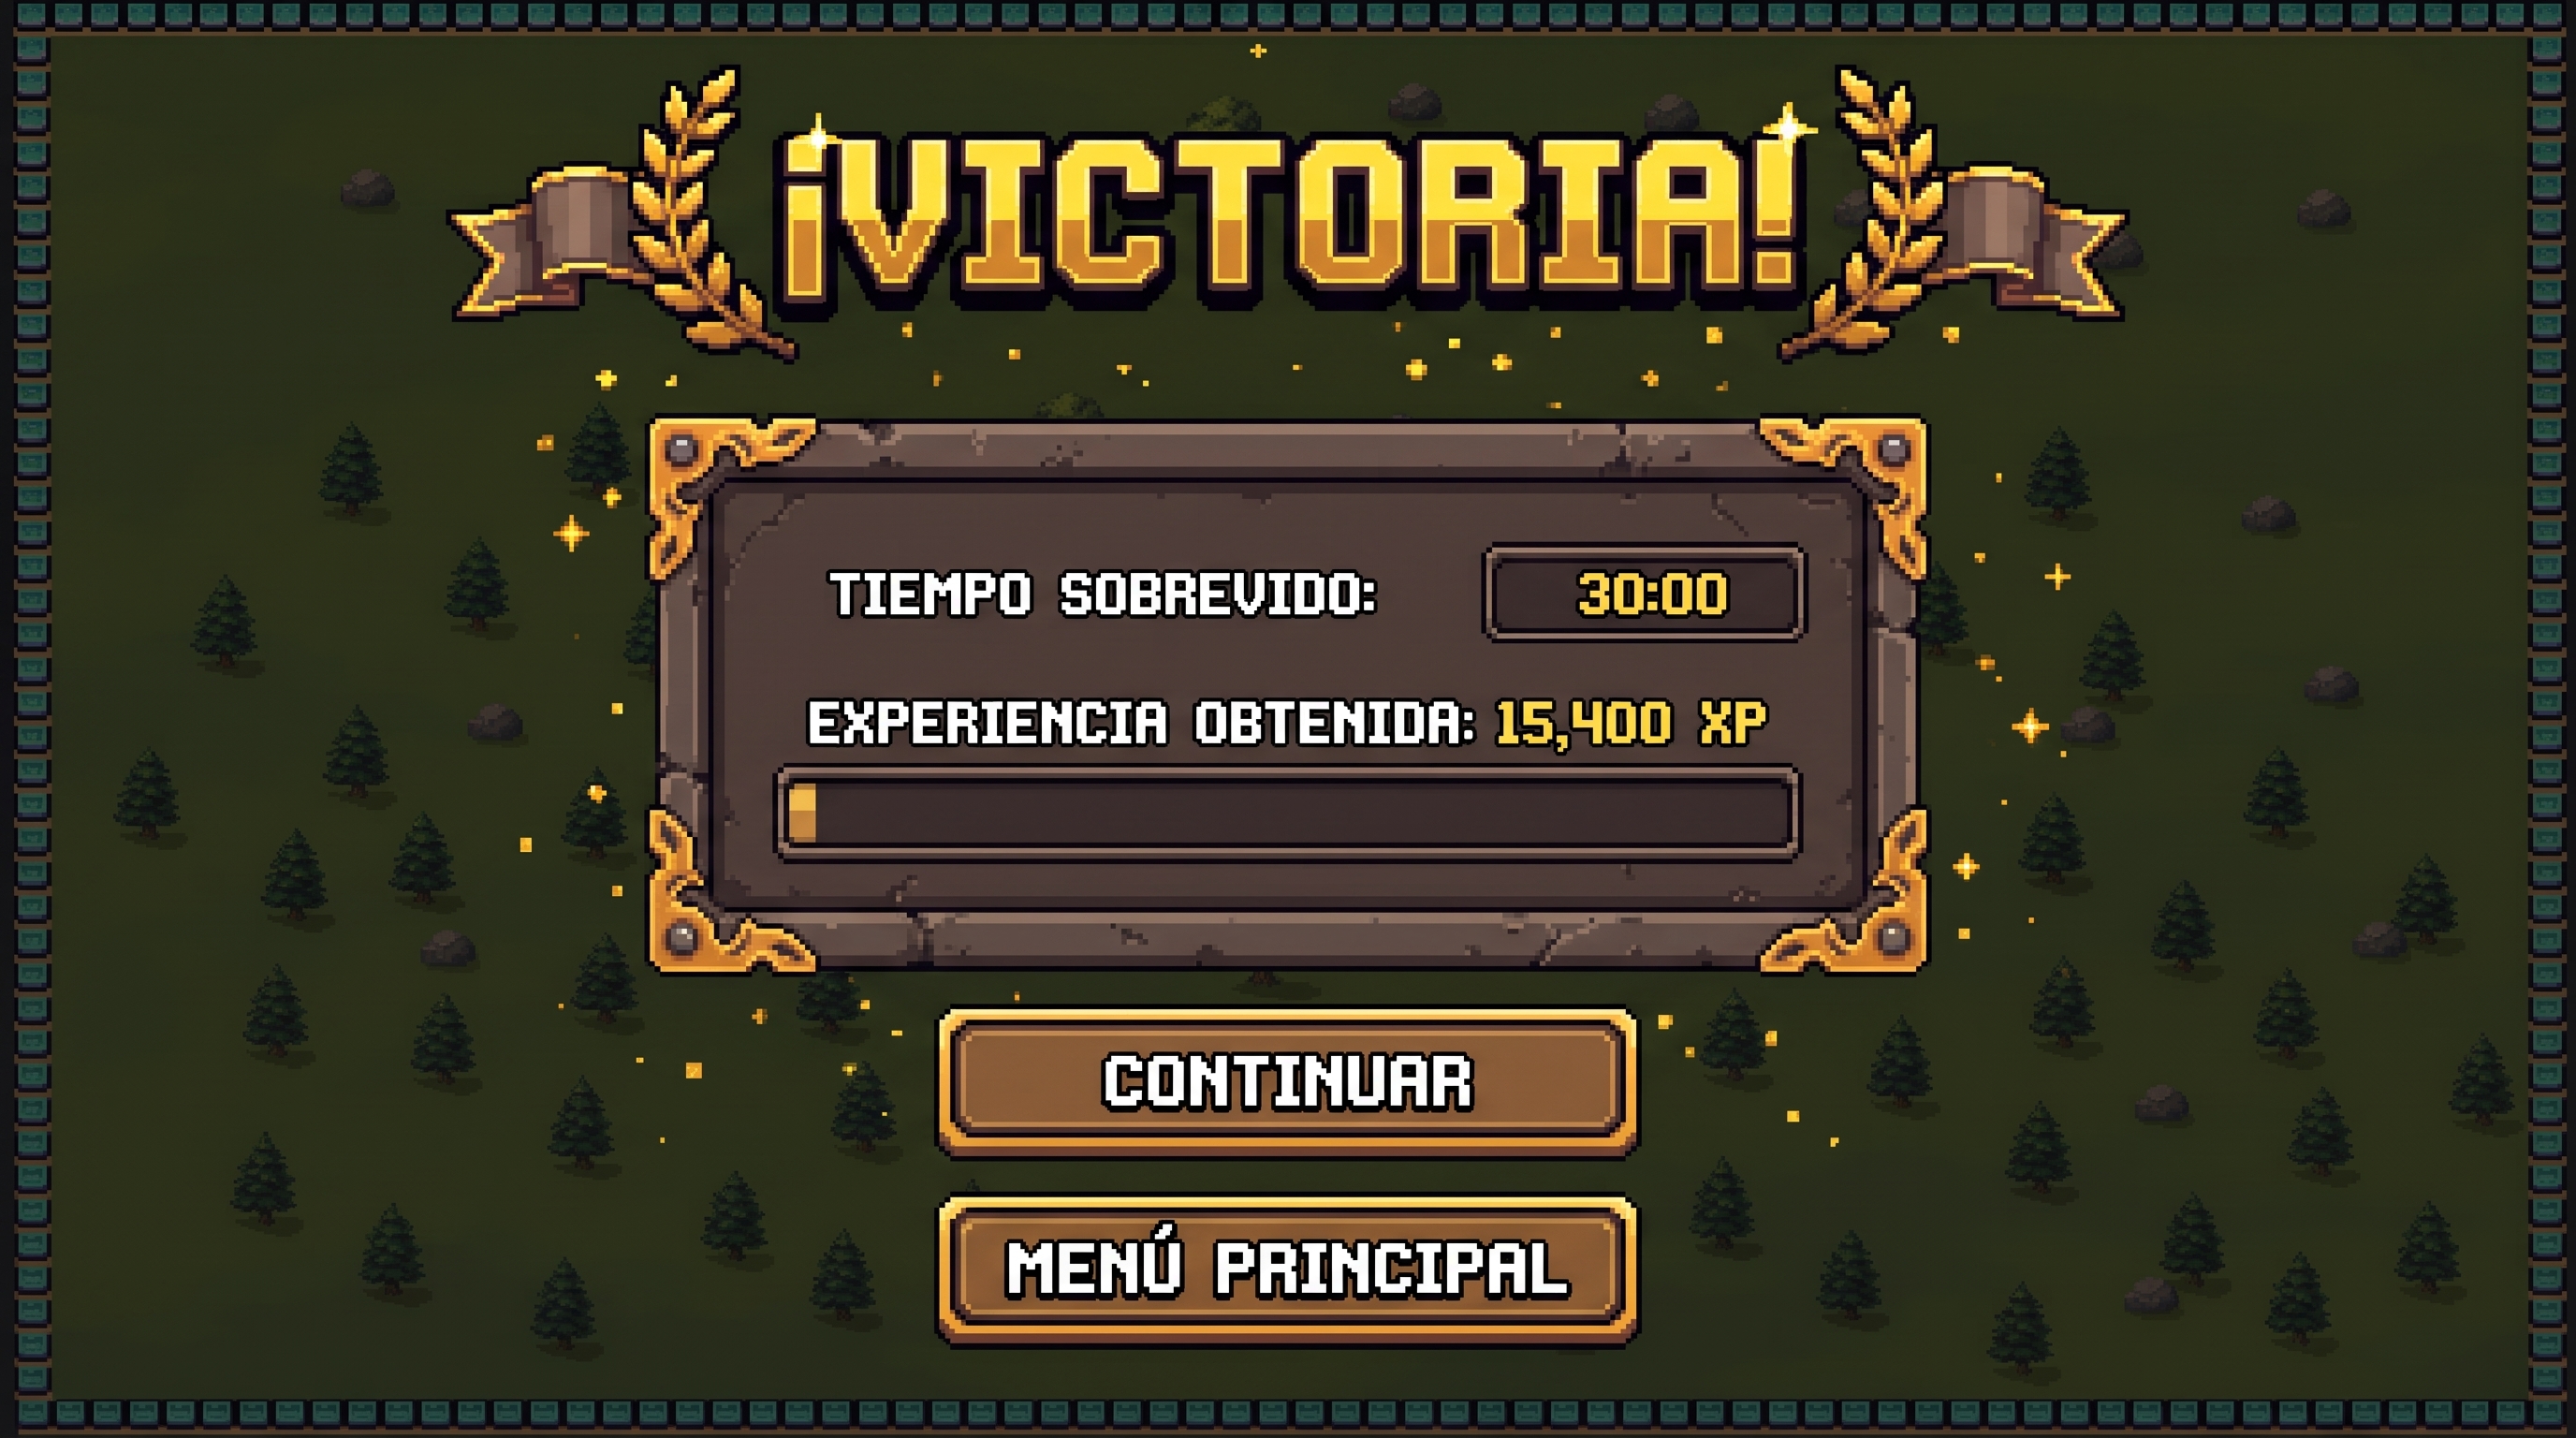 ¡VICTORIA!
TIEMPO SOBREVIDO: 30:00
EXPERIENCIA OBTENIDA: 15,400 XP
CONTINUAR
MENÚ PRINCIPAL